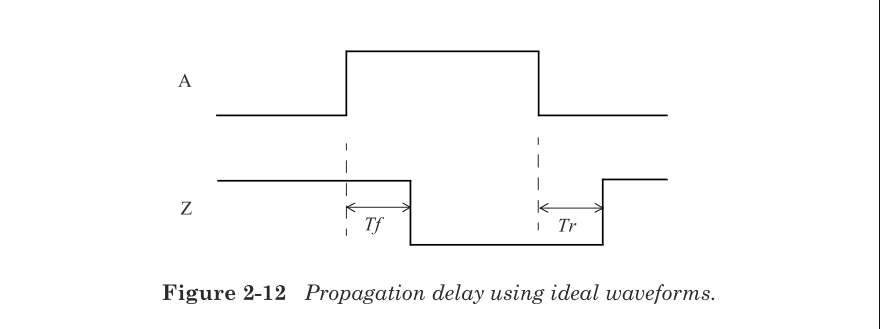 A
Z
Tf
Tr
Figure 2-12 Propagation delay using ideal waveforms.